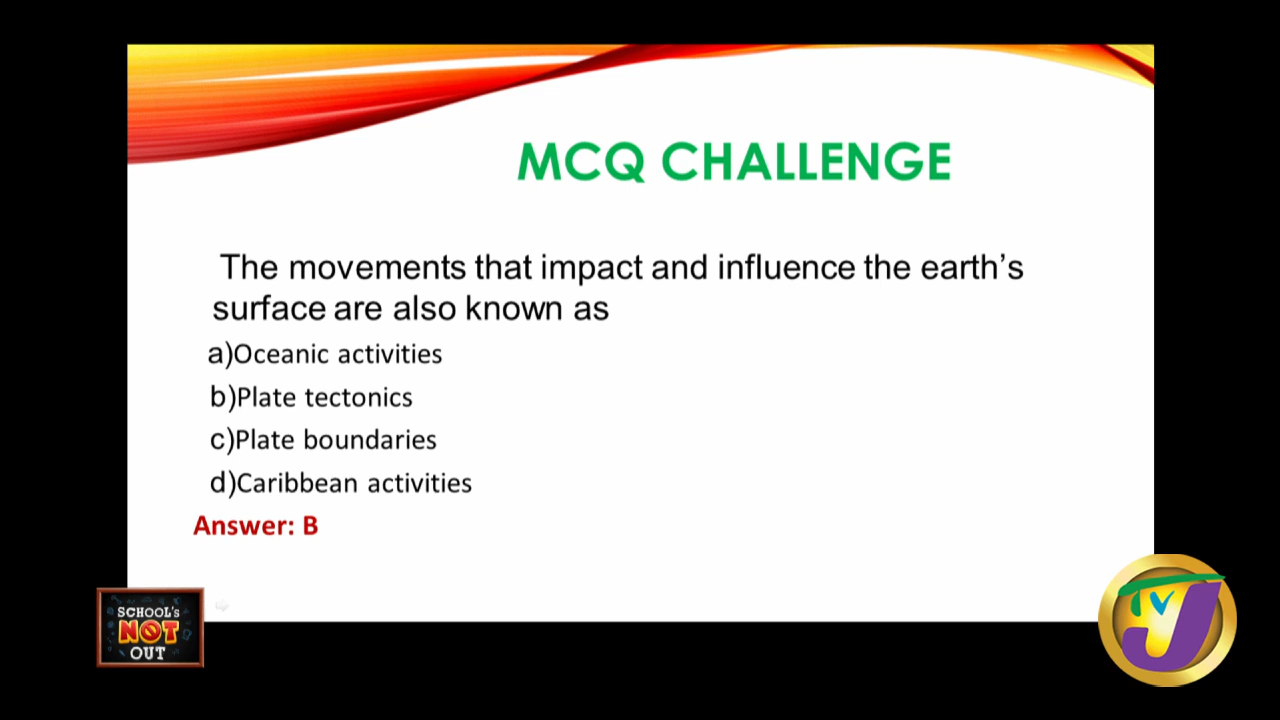 MCQ CHALLENGE
The movements that impact and influence the earth’s
surface are also known as
a)Oceanic activities
b)Plate tectonics
c)Plate boundaries
d)Caribbean activities
Answer: B
SCHOOL's
NOT
OUT
TVJ